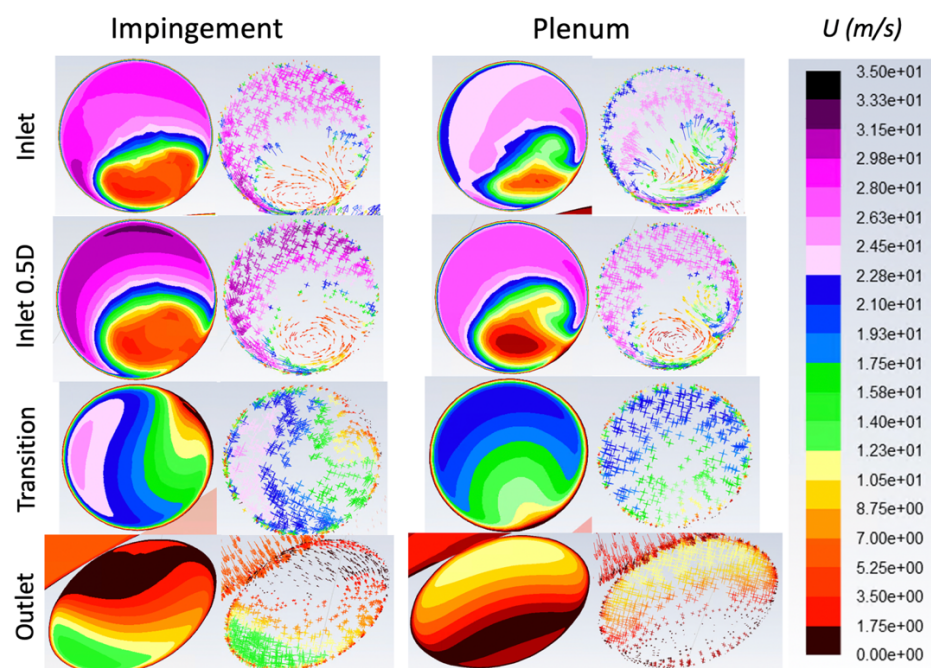 Impingement Plenum U (m/s)
Inlet
Inlet 0.5D
Transition
Outlet
3.50e+01
3.33e+01
3.15e+01
2.98e+01
2.80e+01
2.63e+01
2.45e+01
2.28e+01
2.10e+01
1.93e+01
1.75e+01
1.58e+01
1.40e+01
1.23e+01
1.05e+01
8.75e+00
7.00e+00
5.25e+00
3.50e+00
1.75e+00
0.00e+00